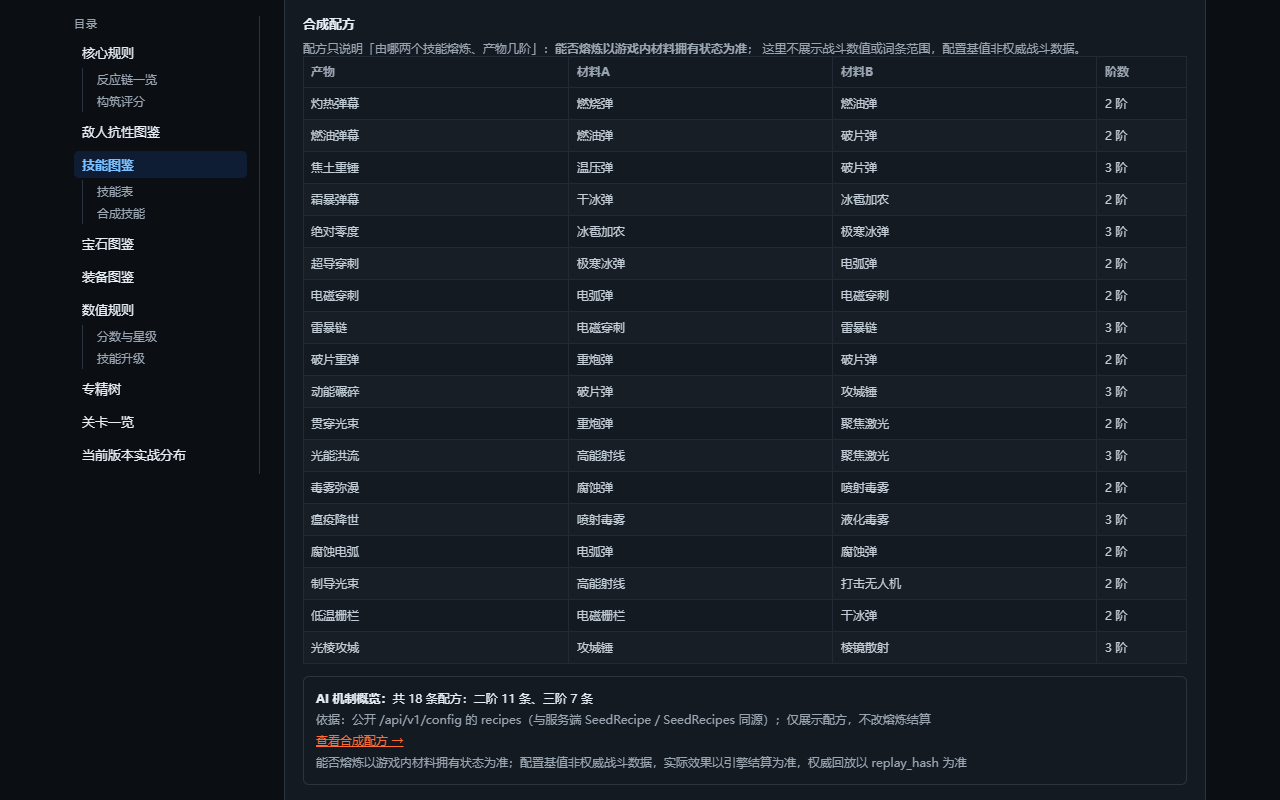 目录
核心规则
反应链一览
构筑评分
敌人抗性图鉴
技能图鉴
技能表
合成技能
宝石图鉴
装备图鉴
数值规则
分数与星级
技能升级
专精树
关卡一览
当前版本实战分布
合成配方
配方只说明「由哪两个技能熔炼、产物几阶」：能否熔炼以游戏内材料拥有状态为准； 这里不展示战斗数值或词条范围，配置基值非权威战斗数据。
产物 材料A 材料B 阶数
灼热弹幕 燃烧弹 燃油弹 2 阶
燃油弹幕 燃油弹 破片弹 2 阶
焦土重锤 温压弹 破片弹 3 阶
霜暴弹幕 干冰弹 冰雹加农 2 阶
绝对零度 冰雹加农 极寒冰弹 3 阶
超导穿刺 极寒冰弹 电弧弹 2 阶
电磁穿刺 电弧弹 电磁穿刺 2 阶
雷暴链 电磁穿刺 雷暴链 3 阶
破片重弹 重炮弹 破片弹 2 阶
动能碾碎 破片弹 攻城锤 3 阶
贯穿光束 重炮弹 聚焦激光 2 阶
光能洪流 高能射线 聚焦激光 3 阶
毒雾弥漫 腐蚀弹 喷射毒雾 2 阶
瘟疫降世 喷射毒雾 液化毒雾 3 阶
腐蚀电弧 电弧弹 腐蚀弹 2 阶
制导光束 高能射线 打击无人机 2 阶
低温栅栏 电磁栅栏 干冰弹 2 阶
光棱攻城 攻城锤 棱镜散射 3 阶
AI 机制概览：共 18 条配方：二阶 11 条、三阶 7 条
依据：公开 /api/v1/config 的 recipes（与服务端 SeedRecipe / SeedRecipes 同源）；仅展示配方，不改熔炼结算
查看合成配方 →
能否熔炼以游戏内材料拥有状态为准；配置基值非权威战斗数据，实际效果以引擎结算为准，权威回放以 replay_hash 为准